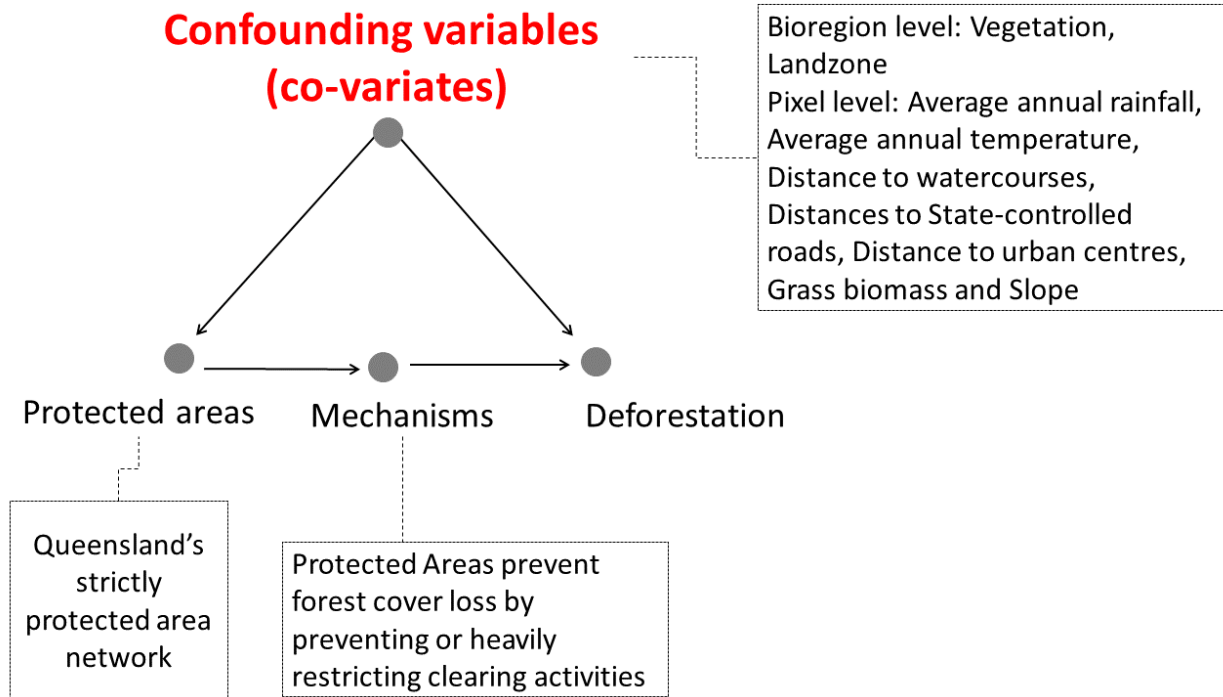 Confounding variables
(co-variates)
Bioregion level: Vegetation,
Landzone
Pixel level: Average annual rainfall,
Average annual temperature,
Distance to watercourses,
Distances to State-controlled
roads, Distance to urban centres,
Grass biomass and Slope
Protected areas
Mechanisms
Deforestation
Queensland’s
strictly
protected area
network
Protected Areas prevent
forest cover loss by
preventing or heavily
restricting clearing activities